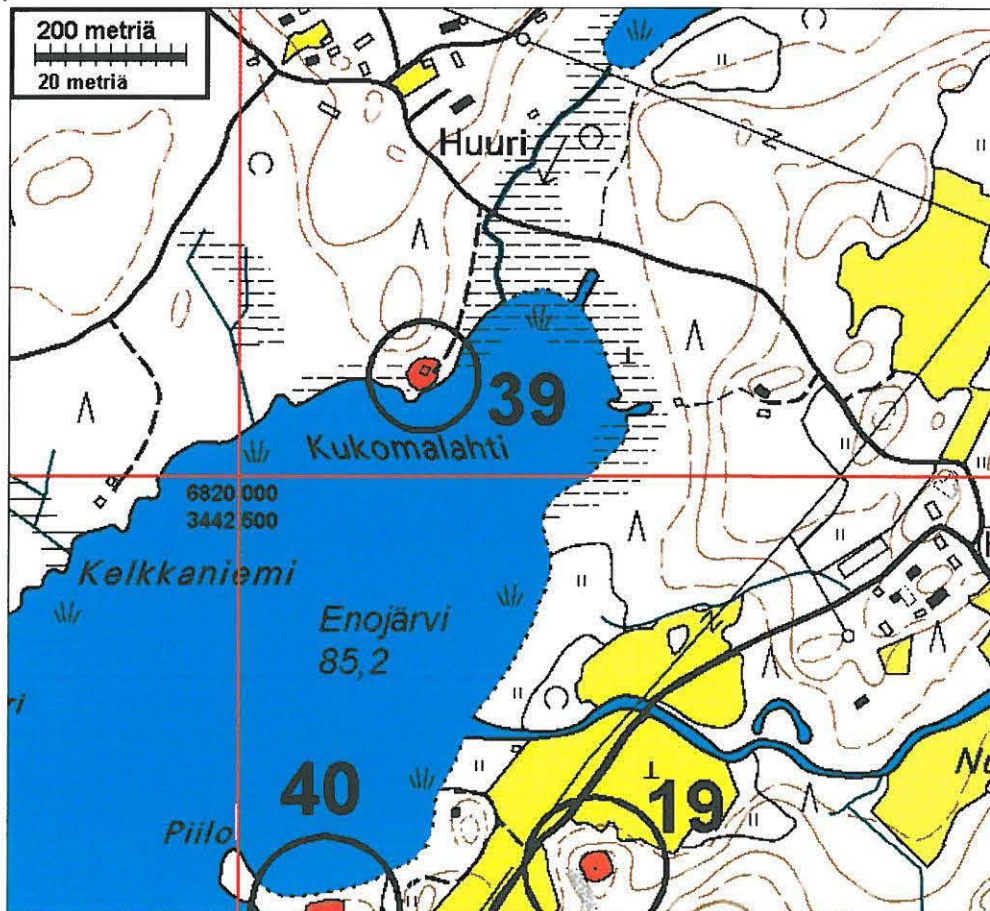 200 metriä
20 metriä
Huuri
39
Kukomalahti
6820 000
3442 500
Kelkkaniemi
Enojärvi
85,2
40
19
Piilo